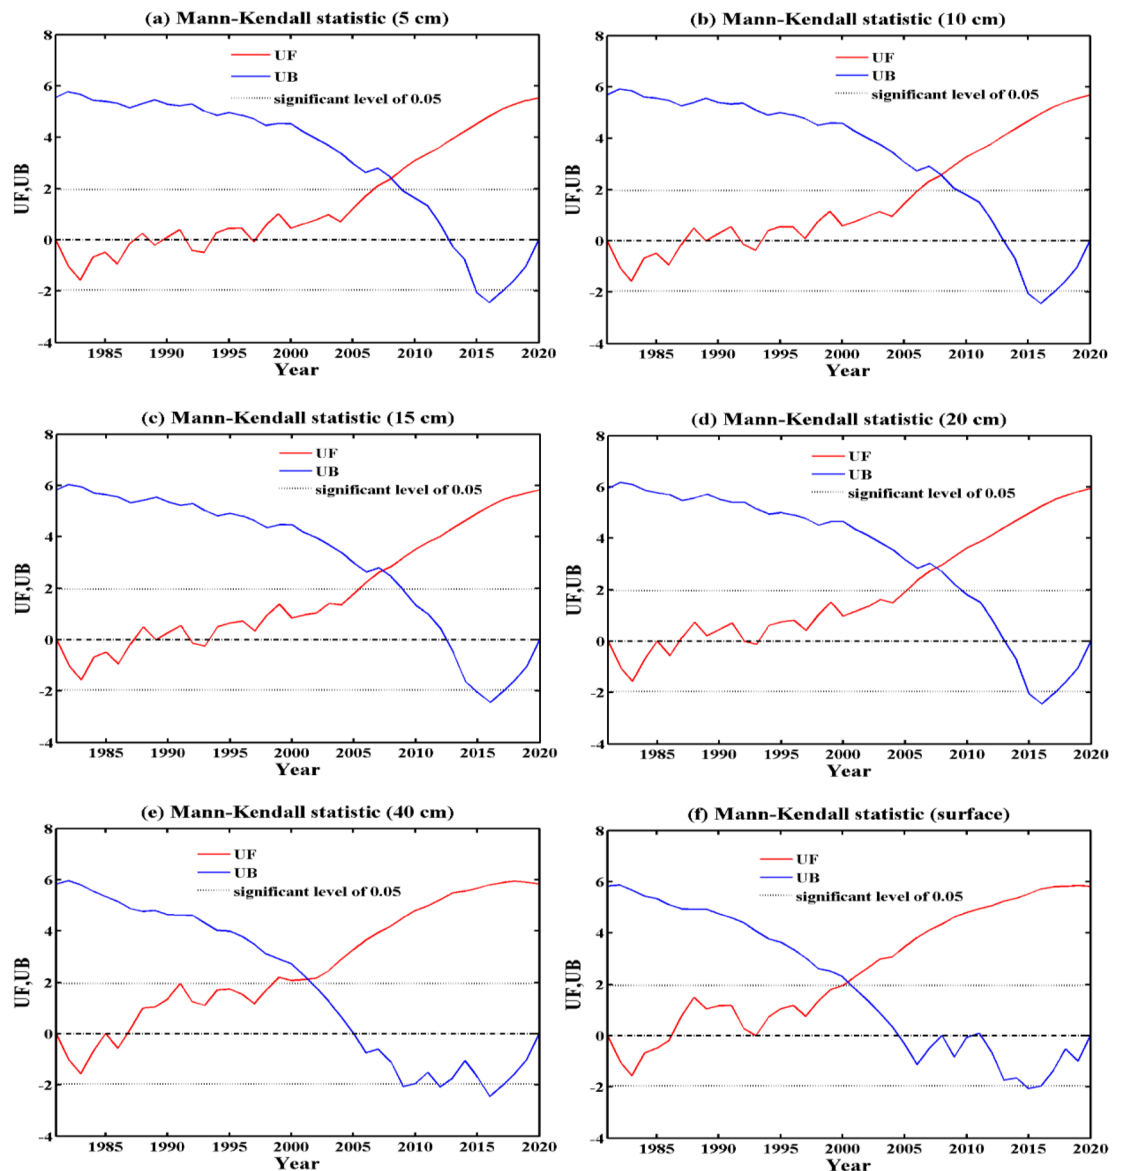 (a) Mann-Kendall statistic (5 cm)
UF
UB
significant level of 0.05
UF,UB
8
6
4
2
0
-2
-4
1985 1990 1995 2000 2005 2010 2015 2020
Year
(b) Mann-Kendall statistic (10 cm)
UF
UB
significant level of 0.05
8
6
4
2
0
-2
-4
1985 1990 1995 2000 2005 2010 2015 2020
Year
(c) Mann-Kendall statistic (15 cm)
UF
UB
significant level of 0.05
UF,UB
8
6
4
2
0
-2
-4
1985 1990 1995 2000 2005 2010 2015 2020
Year
(d) Mann-Kendall statistic (20 cm)
UF
UB
significant level of 0.05
UF,UB
8
6
4
2
0
-2
-4
1985 1990 1995 2000 2005 2010 2015 2020
Year
(e) Mann-Kendall statistic (40 cm)
UF
UB
significant level of 0.05
UF,UB
8
6
4
2
0
-2
-4
1985 1990 1995 2000 2005 2010 2015 2020
Year
(f) Mann-Kendall statistic (surface)
UF
UB
significant level of 0.05
UF,UB
8
6
4
2
0
-2
-4
1985 1990 1995 2000 2005 2010 2015 2020
Year